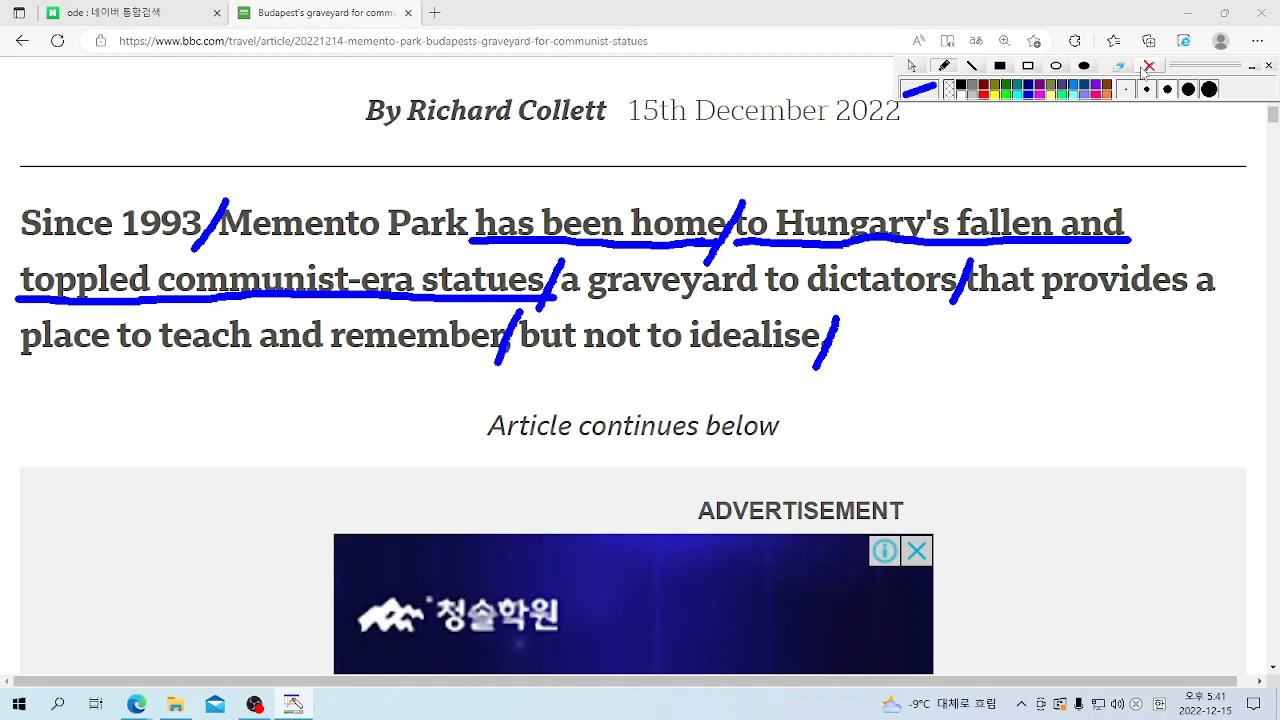 ode : 네이버 통합검색
Budapest's graveyard for commu
https://www.bbc.com/travel/article/20221214-memento-park-budapests-graveyard-for-communist-statues
By Richard Collett 15th December 2022
Since 1993, Memento Park has been home to Hungary's fallen and
toppled communist-era statues, a graveyard to dictators that provides a
place to teach and remember, but not to idealise.
Article continues below
ADVERTISEMENT
청솔학원
-9°C 대체로 흐림
오후 5:41
2022-12-15